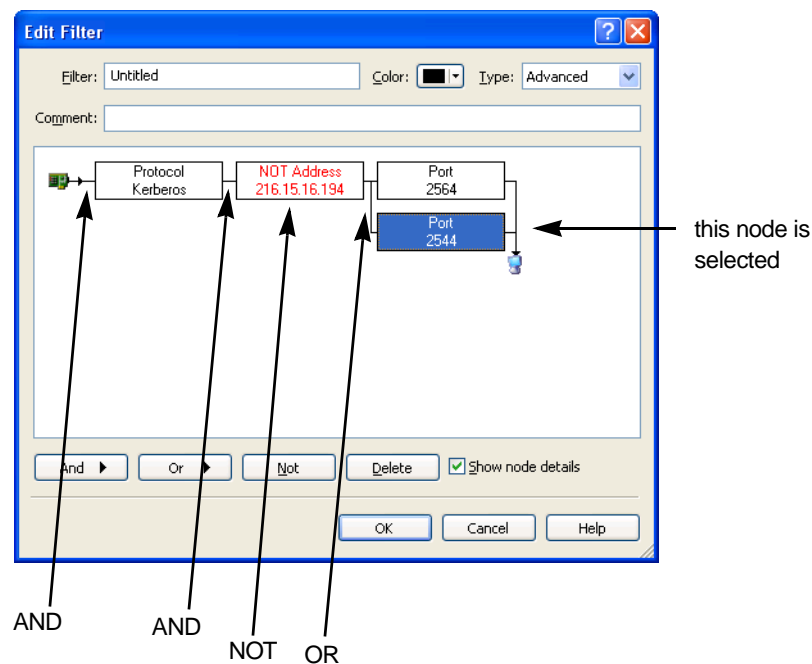 Edit Filter
Filter: Untitled Color: Type: Advanced
Comment:
Protocol
Kerberos
NOT Address
216.15.16.194
Port
2564
Port
2544
this node is
selected
And Or Not Delete Show node details
OK Cancel Help
AND
AND
NOT
OR